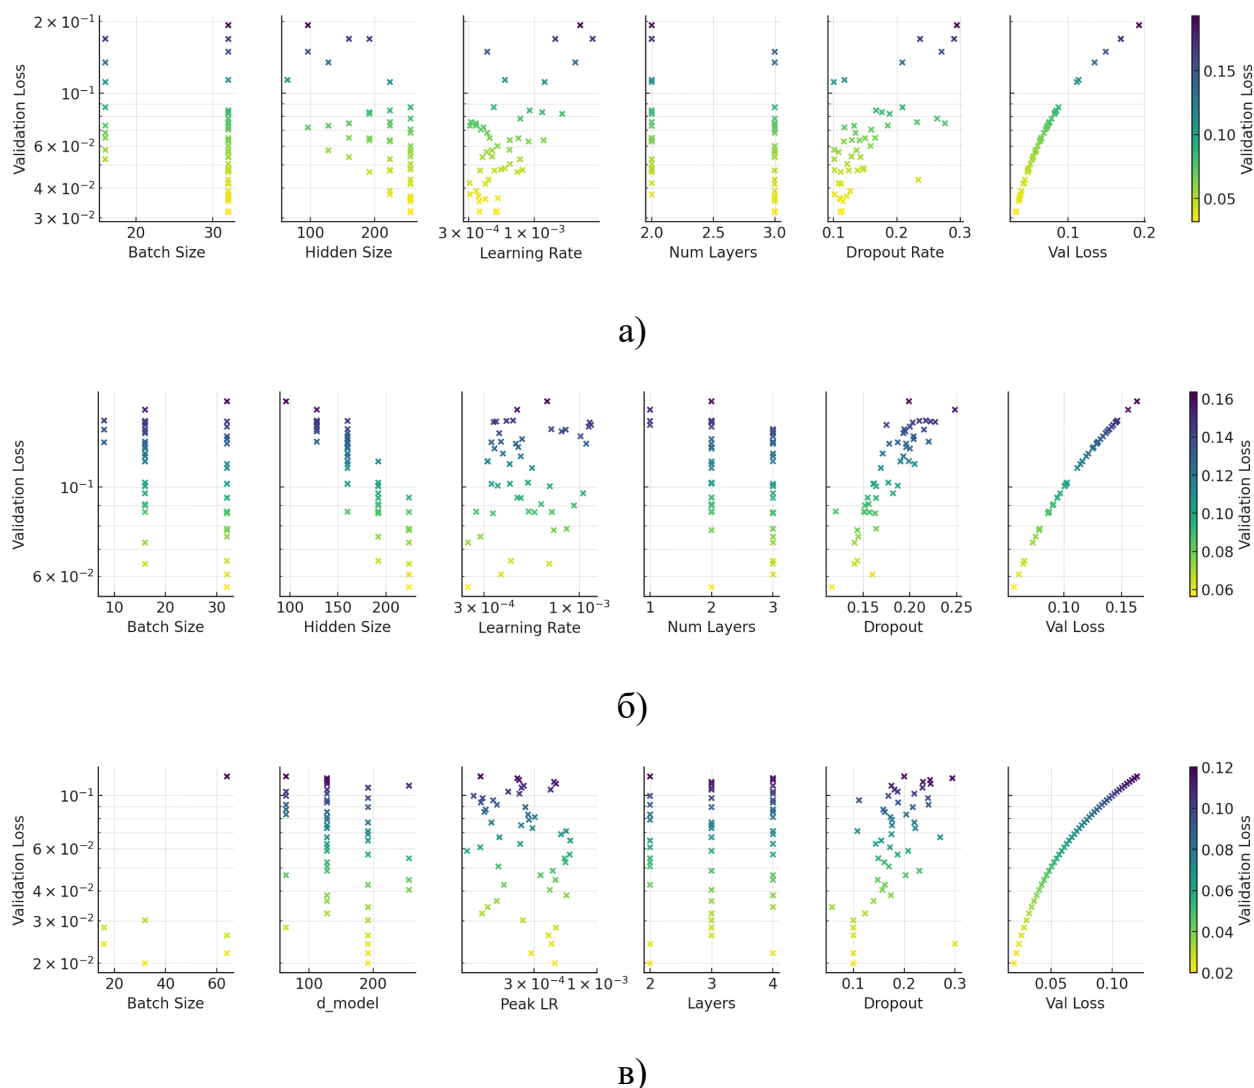 2 × 10⁻¹
10⁻¹
6 × 10⁻²
4 × 10⁻²
3 × 10⁻²
Validation Loss
20 30
Batch Size
100 200
Hidden Size
3 × 10⁻⁴ 1 × 10⁻³
Learning Rate
2.0 2.5 3.0
Num Layers
0.1 0.2 0.3
Dropout Rate
0.1 0.2
Val Loss
0.15
0.10
0.05
Validation Loss
а)
10⁻¹
6 × 10⁻²
Validation Loss
10 20 30
Batch Size
100 150 200
Hidden Size
3 × 10⁻⁴ 1 × 10⁻³
Learning Rate
1 2 3
Num Layers
0.15 0.20 0.25
Dropout
0.10 0.15
Val Loss
0.16
0.14
0.12
0.10
0.08
0.06
Validation Loss
б)
10⁻¹
6 × 10⁻²
4 × 10⁻²
3 × 10⁻²
2 × 10⁻²
Validation Loss
20 40 60
Batch Size
100 200
d_model
3 × 10⁻⁴ 1 × 10⁻³
Peak LR
2 3 4
Layers
0.1 0.2 0.3
Dropout
0.05 0.10
Val Loss
0.12
0.10
0.08
0.06
0.04
0.02
Validation Loss
в)